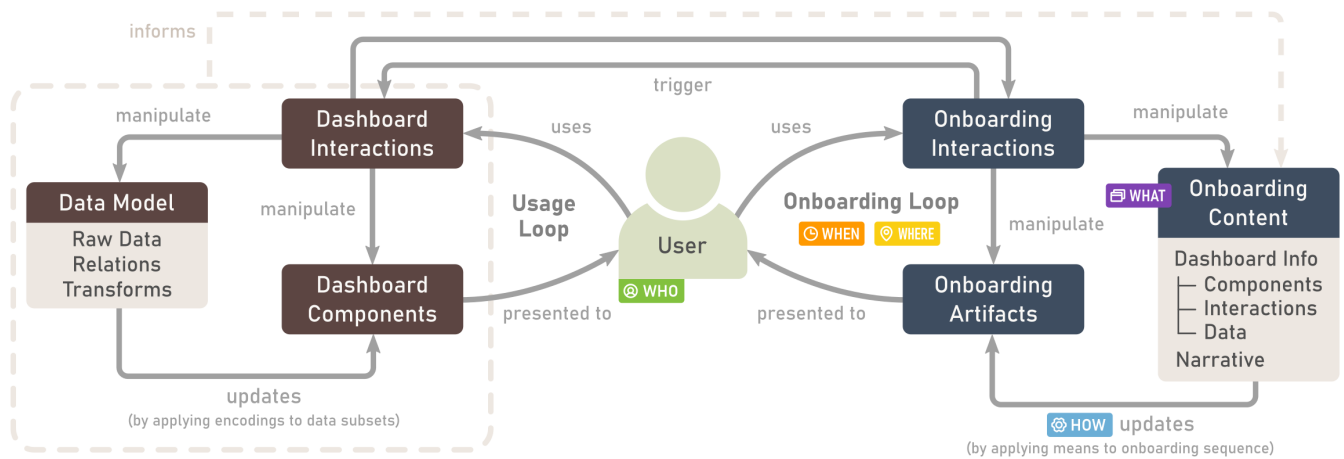 informs
trigger
manipulate
Dashboard
Interactions
uses
uses
Onboarding
Interactions
manipulate
Data Model
Raw Data
Relations
Transforms
manipulate
Usage
Loop
User
WHO
Onboarding Loop
WHEN
WHERE
manipulate
WHAT
Onboarding
Content
Dashboard Info
Components
Interactions
Data
Narrative
Dashboard
Components
presented to
presented to
Onboarding
Artifacts
updates
(by applying encodings to data subsets)
HOW
updates
(by applying means to onboarding sequence)